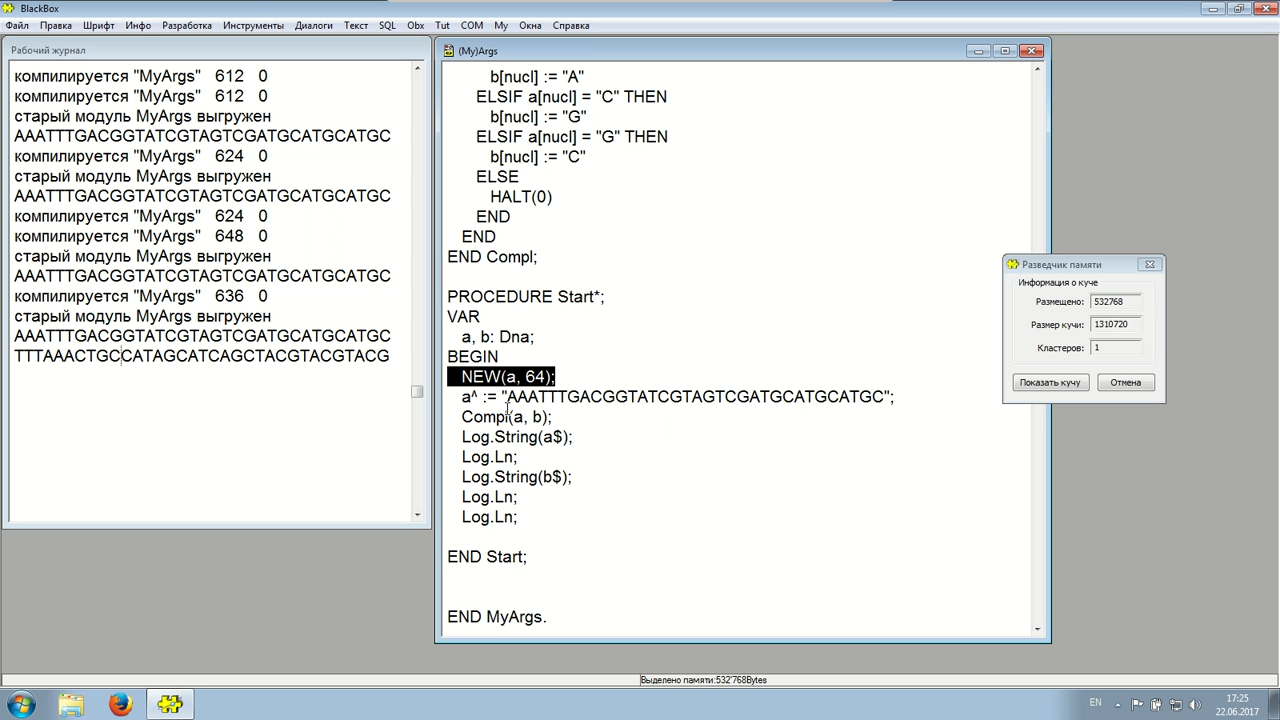 BlackBox
Файл Правка Шрифт Инфо Разработка Инструменты Диалоги Текст SQL Obx Tut COM My Окна Справка
Рабочий журнал
компилируется "MyArgs" 612 0
компилируется "MyArgs" 612 0
старый модуль MyArgs выгружен
AAATTTGACGGTATCGTAGTCGATGCATGCATGC
компилируется "MyArgs" 624 0
старый модуль MyArgs выгружен
AAATTTGACGGTATCGTAGTCGATGCATGCATGC
компилируется "MyArgs" 624 0
компилируется "MyArgs" 648 0
старый модуль MyArgs выгружен
AAATTTGACGGTATCGTAGTCGATGCATGCATGC
компилируется "MyArgs" 636 0
старый модуль MyArgs выгружен
AAATTTGACGGTATCGTAGTCGATGCATGCATGC
TTTAAACTGCCATAGCATCAGCTACGTACGTACG
(My)Args
b[nucl] := "A"
ELSIF a[nucl] = "C" THEN
b[nucl] := "G"
ELSIF a[nucl] = "G" THEN
b[nucl] := "C"
ELSE
HALT(0)
END
END
END Compl;
PROCEDURE Start*;
VAR
a, b: Dna;
BEGIN
NEW(a, 64);
a^ := "AAATTTGACGGTATCGTAGTCGATGCATGCATGC";
Compl(a, b);
Log.String(a$);
Log.Ln;
Log.String(b$);
Log.Ln;
Log.Ln;
END Start;
END MyArgs.
Разведчик памяти
Информация о куче
Размещено: 532768
Размер кучи: 1310720
Кластеров: 1
Показать кучу Отмена
Выделено памяти:532'768Bytes
EN
17:25
22.06.2017